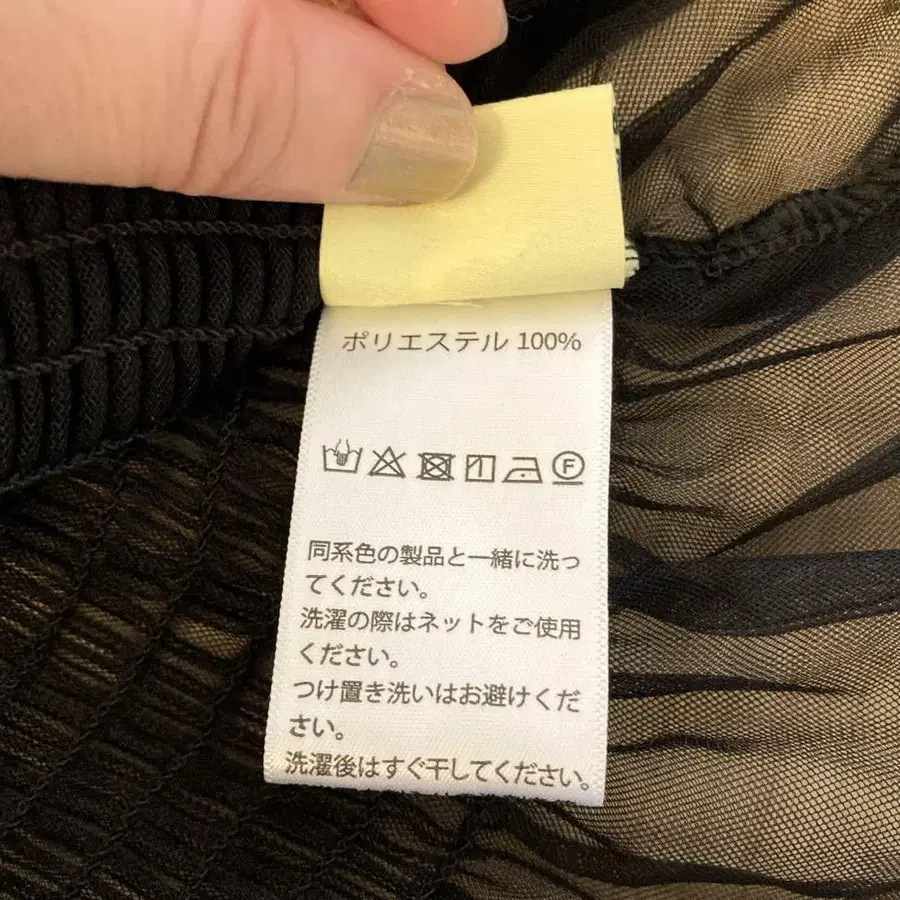 ポリエステル 100%
F
同系色の製品と一緒に洗っ
てください。
洗濯の際はネットをご使用
ください。
つけ置き洗いはお避けくだ
さい。
洗濯後はすぐ干してください。